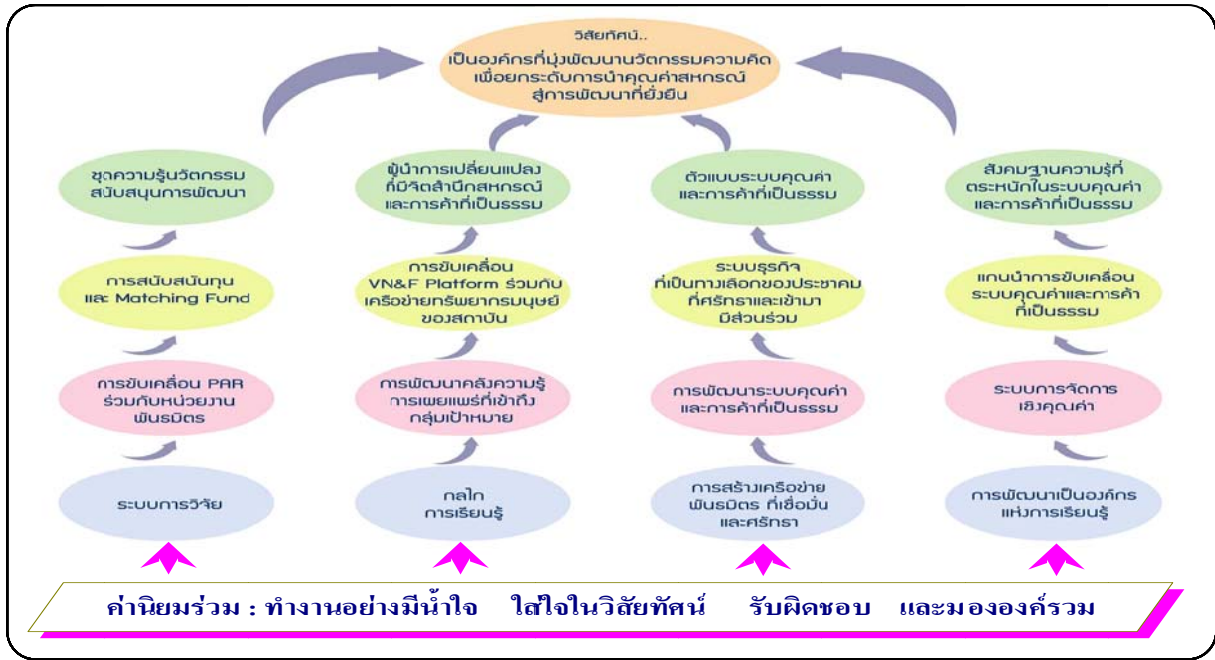 วิสัยทัศน์..
เป็นองค์กรที่มุ่งพัฒนานวัตกรรมความคิด
เพื่อยกระดับการนำคุณค่าสหกรณ์
สู่การพัฒนาที่ยั่งยืน
ชุดความรู้นวัตกรรม
สนับสนุนการพัฒนา
ผู้นำการเปลี่ยนแปลง
ที่มีจิตสำนึกสหกรณ์
และการค้าที่เป็นธรรม
ตัวแบบระบบคุณค่า
และการค้าที่เป็นธรรม
สังคมฐานความรู้ที่
ตระหนักในระบบคุณค่า
และการค้าที่เป็นธรรม
การสนับสนุนทุน
และ Matching Fund
การขับเคลื่อน
VN&F Platform ร่วมกับ
เครือข่ายทรัพยากรมนุษย์
ของสถาบัน
ระบบธุรกิจ
ที่เป็นทางเลือกของประชาคม
ที่ศรัทธาและเข้ามา
มีส่วนร่วม
แกนนำการขับเคลื่อน
ระบบคุณค่าและการค้า
ที่เป็นธรรม
การขับเคลื่อน PAR
ร่วมกับหน่วยงาน
พันธมิตร
การพัฒนาคลังความรู้
การเผยแพร่ที่เข้าถึง
กลุ่มเป้าหมาย
การพัฒนาระบบคุณค่า
และการค้าที่เป็นธรรม
ระบบการจัดการ
เชิงคุณค่า
ระบบการวิจัย
กลไก
การเรียนรู้
การสร้างเครือข่าย
พันธมิตร ที่เชื่อมั่น
และศรัทธา
การพัฒนาเป็นองค์กร
แห่งการเรียนรู้
ค่านิยมร่วม : ทำงานอย่างมีน้ำใจ ใส่ใจในวิสัยทัศน์ รับผิดชอบ และมององค์รวม